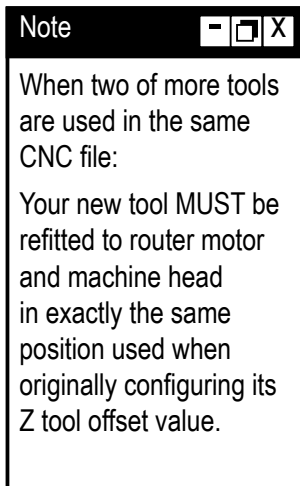 Note - X
When two of more tools
are used in the same
CNC file:
Your new tool MUST be
refitted to router motor
and machine head
in exactly the same
position used when
originally configuring its
Z tool offset value.